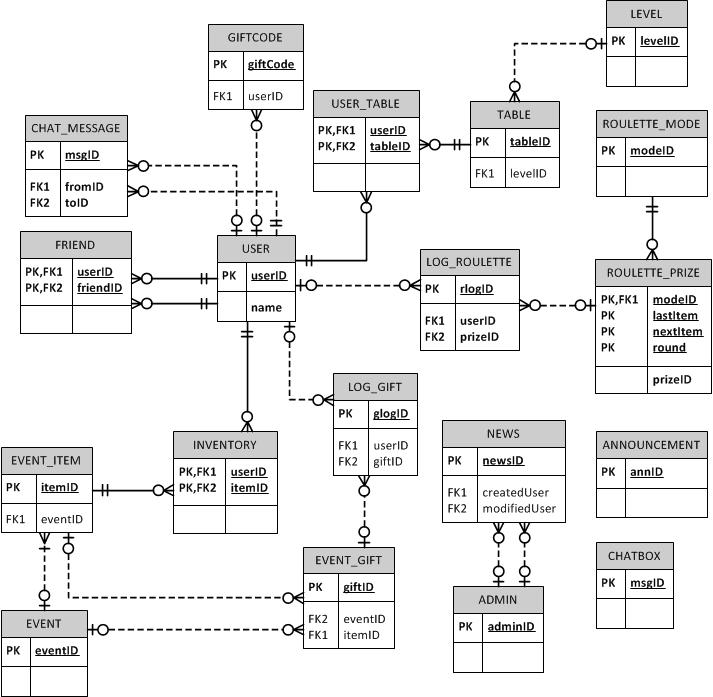 LEVEL
PK levelID
GIFTCODE
PK giftCode
FK1 userID
USER_TABLE
PK,FK1 userID
PK,FK2 tableID
TABLE
PK tableID
FK1 levelID
ROULETTE_MODE
PK modeID
CHAT_MESSAGE
PK msgID
FK1 fromID
FK2 toID
FRIEND
PK,FK1 userID
PK,FK2 friendID
USER
PK userID
name
LOG_ROULETTE
PK rlogID
FK1 userID
FK2 prizeID
ROULETTE_PRIZE
PK,FK1 modeID
PK lastItem
PK nextItem
PK round
prizeID
LOG_GIFT
PK glogID
FK1 userID
FK2 giftID
NEWS
PK newsID
FK1 createdUser
FK2 modifiedUser
ANNOUNCEMENT
PK annID
EVENT_ITEM
PK itemID
FK1 eventID
INVENTORY
PK,FK1 userID
PK,FK2 itemID
EVENT_GIFT
PK giftID
FK2 eventID
FK1 itemID
CHATBOX
PK msgID
EVENT
PK eventID
ADMIN
PK adminID